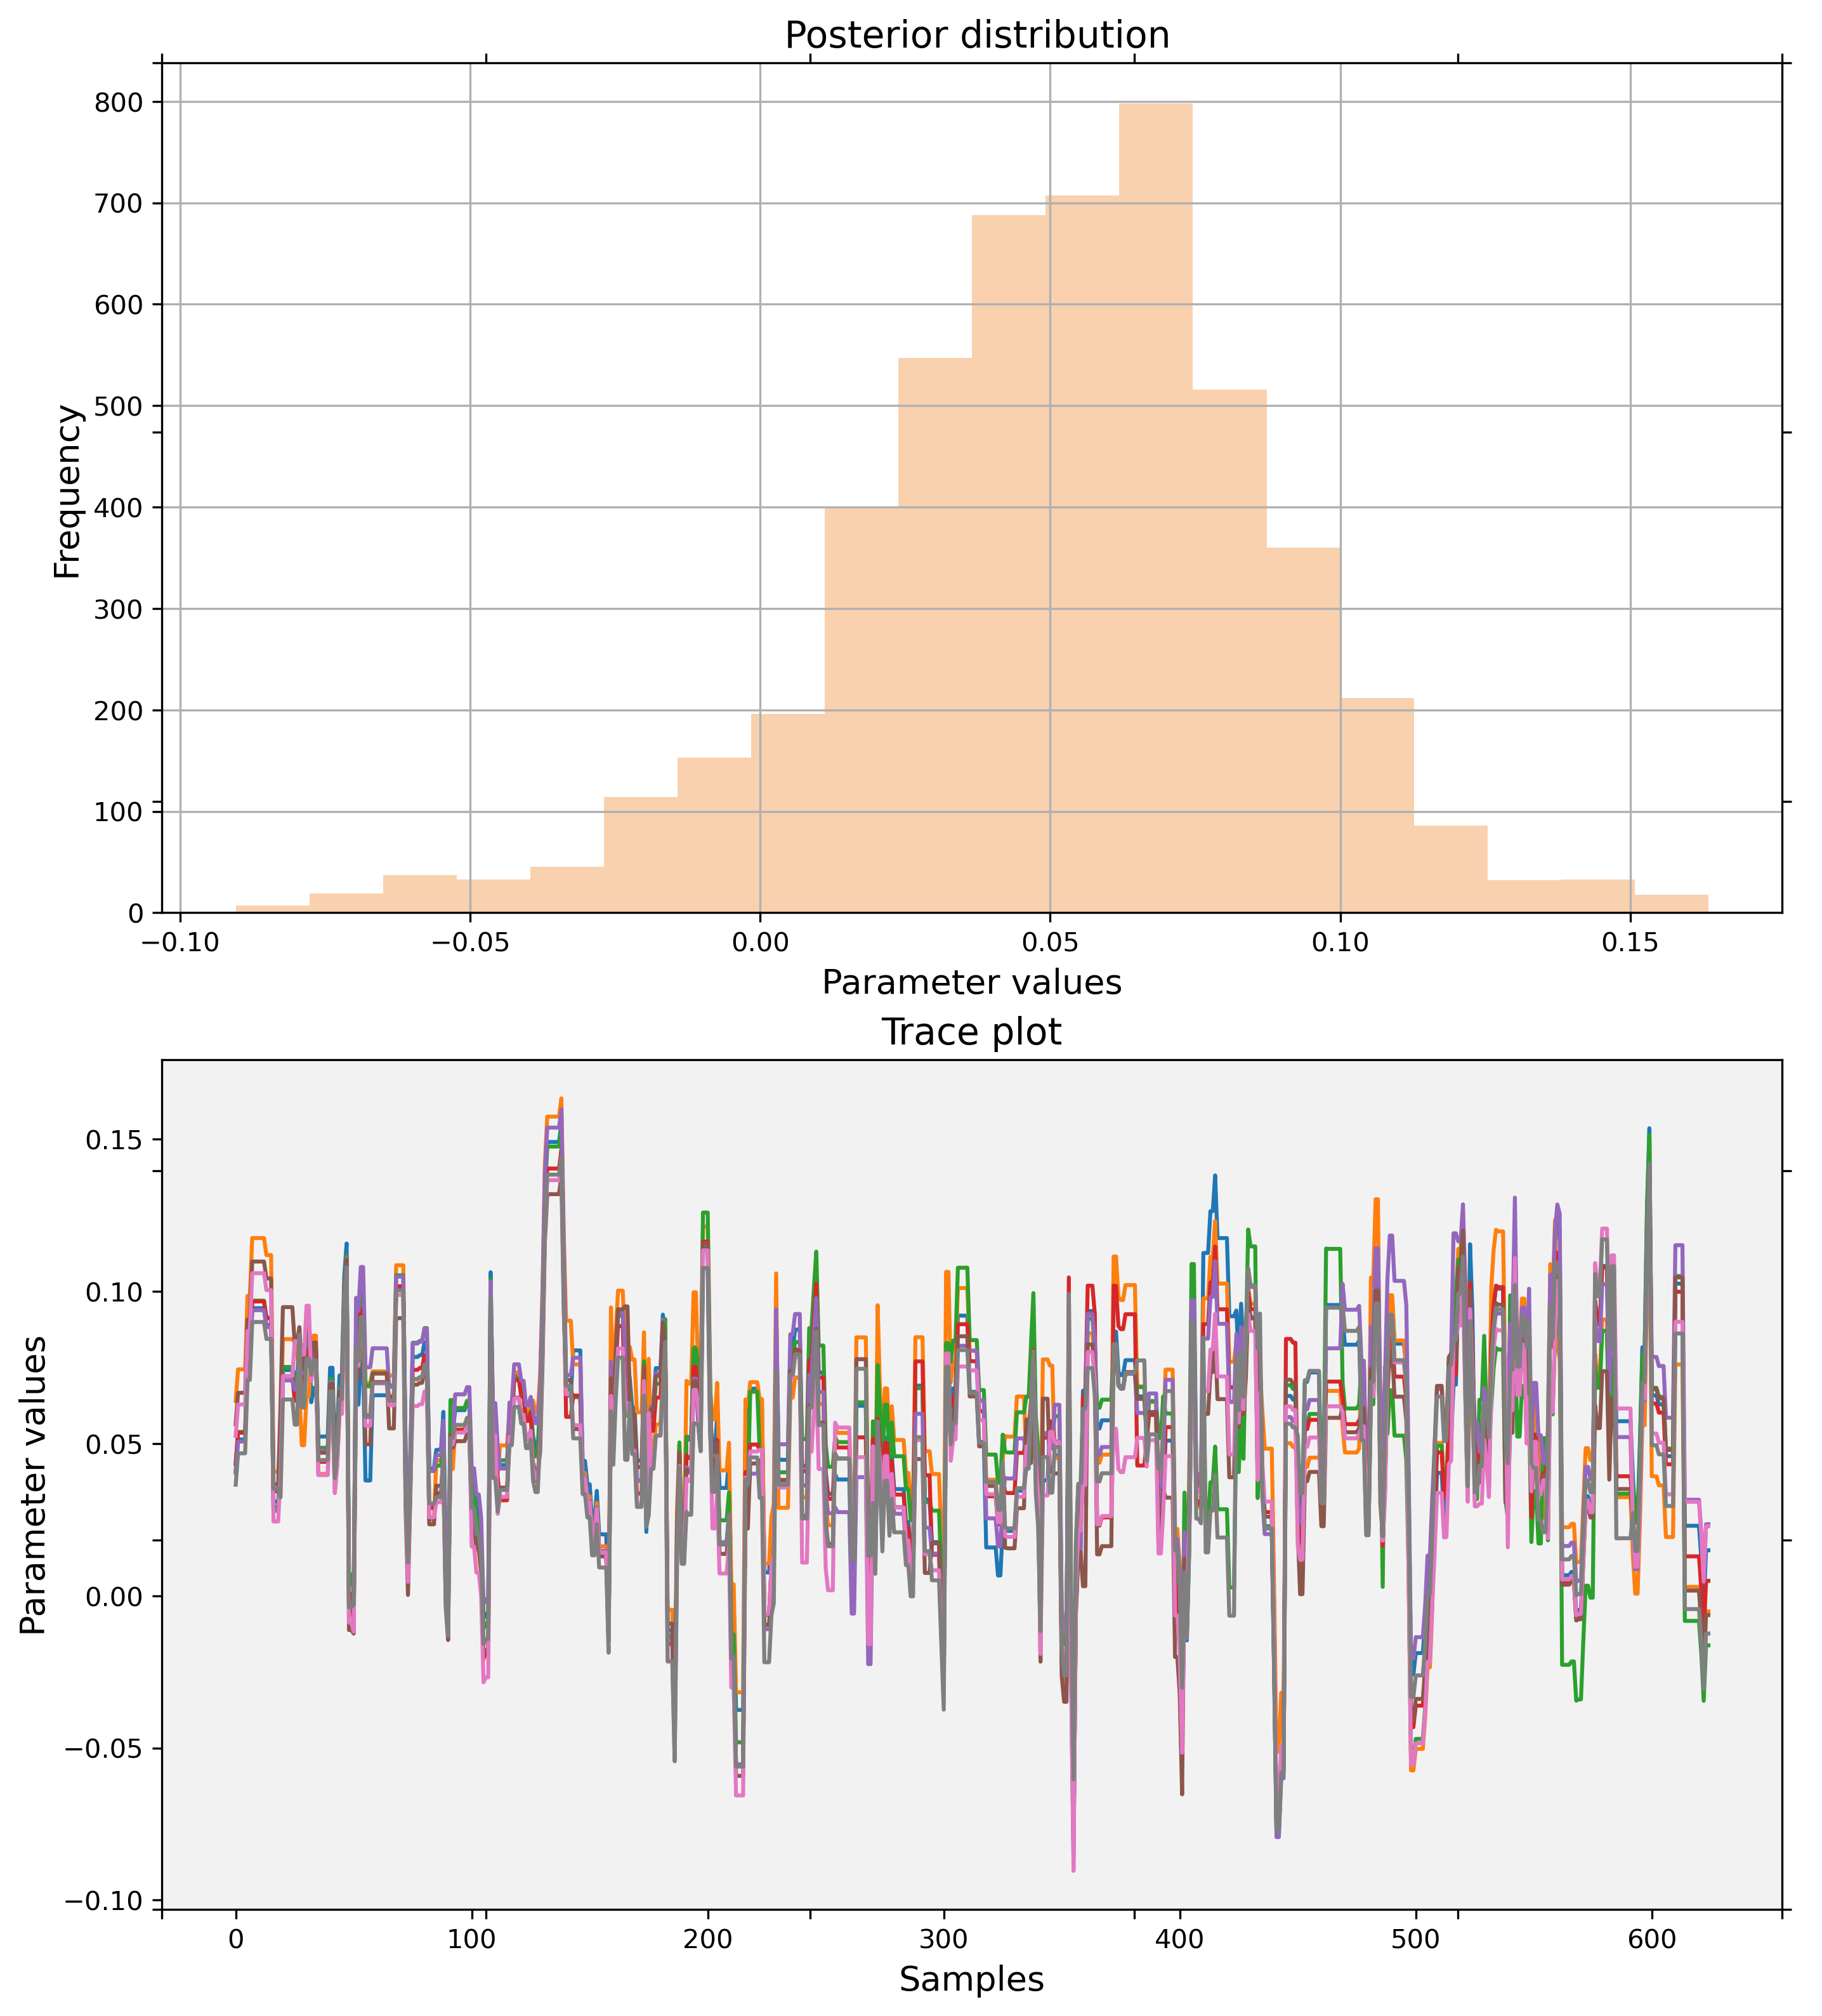 Posterior distribution
800
700
600
500
400
300
200
100
0
Frequency
−0.10 −0.05 0.00 0.05 0.10 0.15
Parameter values
Trace plot
0.15
0.10
0.05
0.00
−0.05
−0.10
Parameter values
0 100 200 300 400 500 600
Samples